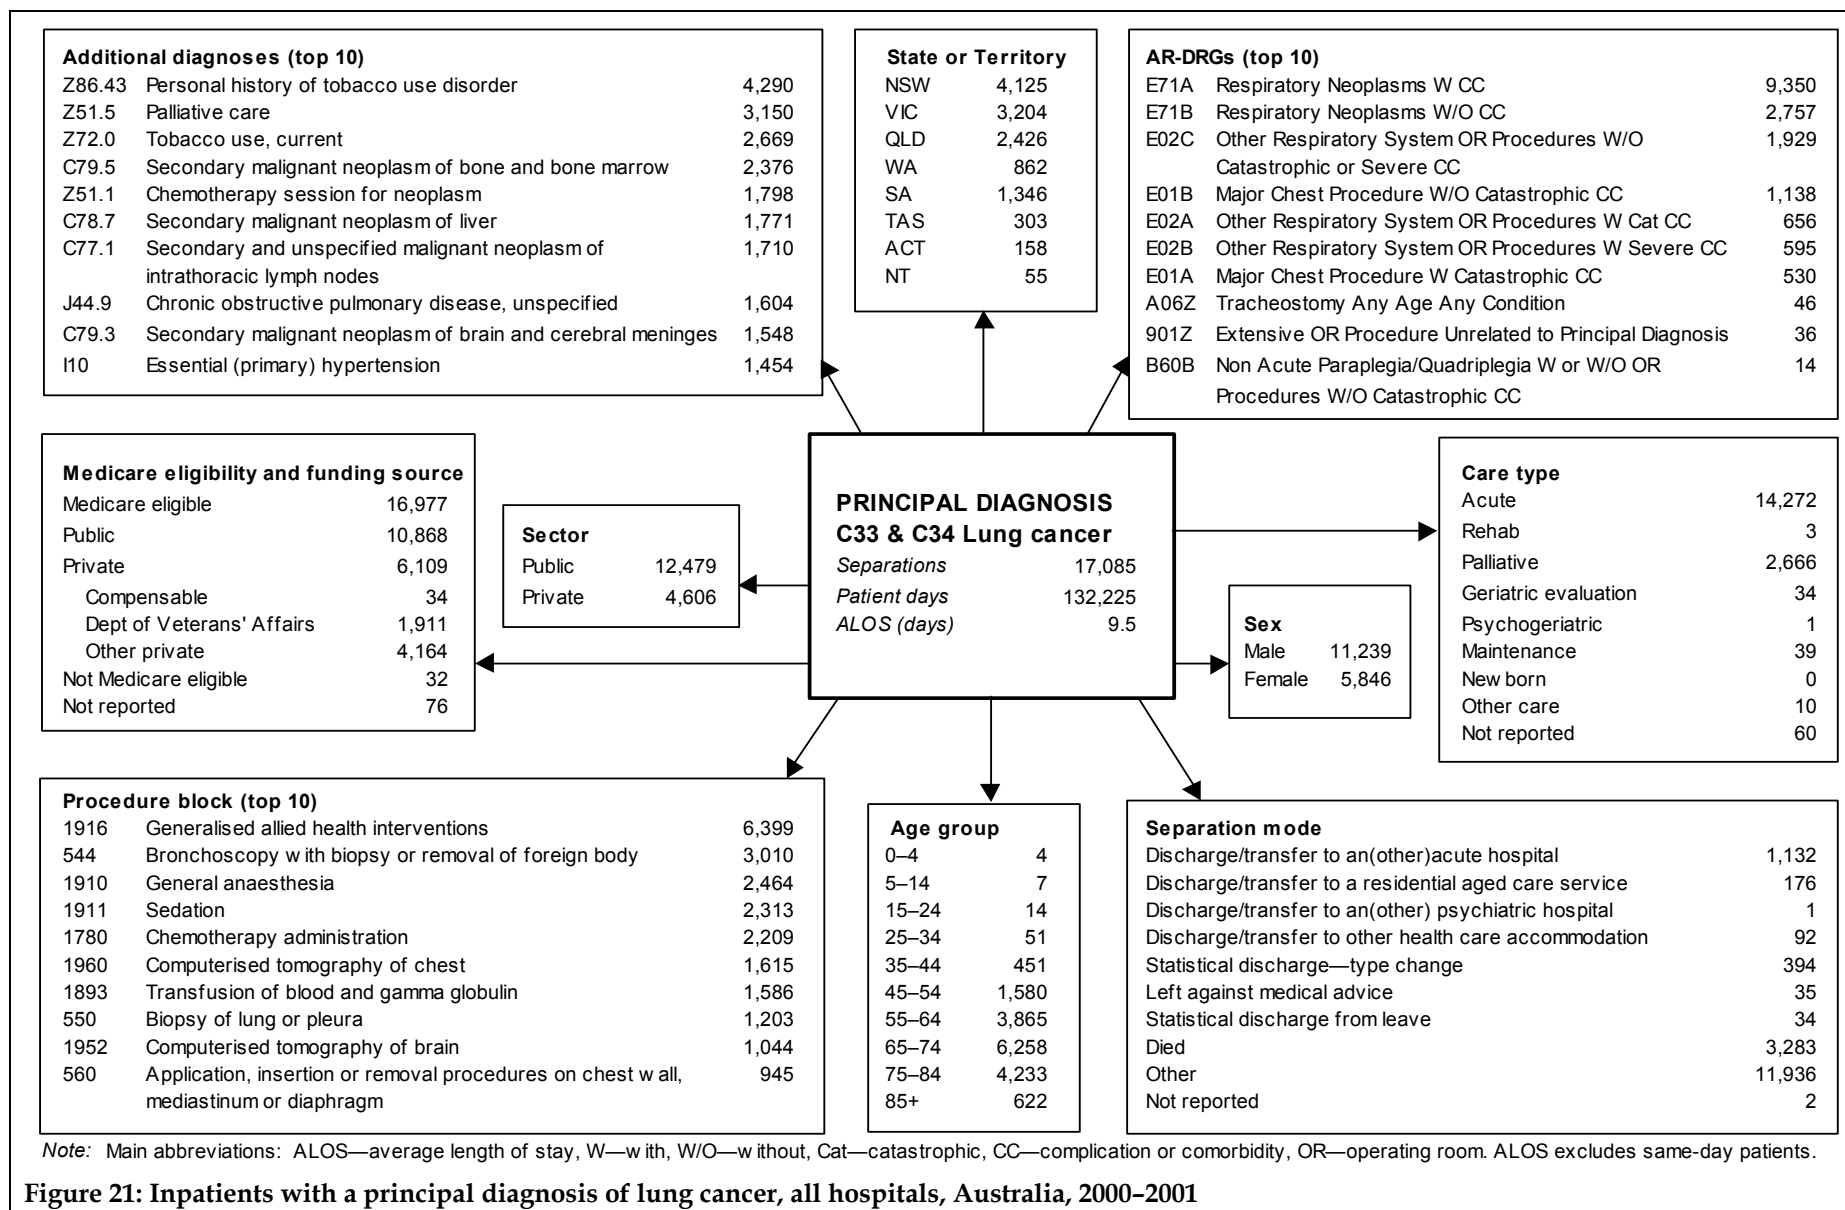 Additional diagnoses (top 10)
Z86.43 Personal history of tobacco use disorder 4,290
Z51.5 Palliative care 3,150
Z72.0 Tobacco use, current 2,669
C79.5 Secondary malignant neoplasm of bone and bone marrow 2,376
Z51.1 Chemotherapy session for neoplasm 1,798
C78.7 Secondary malignant neoplasm of liver 1,771
C77.1 Secondary and unspecified malignant neoplasm of 1,710
intrathoracic lymph nodes
J44.9 Chronic obstructive pulmonary disease, unspecified 1,604
C79.3 Secondary malignant neoplasm of brain and cerebral meninges 1,548
I10 Essential (primary) hypertension 1,454
State or Territory
NSW 4,125
VIC 3,204
QLD 2,426
WA 862
SA 1,346
TAS 303
ACT 158
NT 55
AR-DRGs (top 10)
E71A Respiratory Neoplasms W CC 9,350
E71B Respiratory Neoplasms W/O CC 2,757
E02C Other Respiratory System OR Procedures W/O 1,929
Catastrophic or Severe CC
E01B Major Chest Procedure W/O Catastrophic CC 1,138
E02A Other Respiratory System OR Procedures W Cat CC 656
E02B Other Respiratory System OR Procedures W Severe CC 595
E01A Major Chest Procedure W Catastrophic CC 530
A06Z Tracheostomy Any Age Any Condition 46
901Z Extensive OR Procedure Unrelated to Principal Diagnosis 36
B60B Non Acute Paraplegia/Quadriplegia W or W/O OR 14
Procedures W/O Catastrophic CC
Medicare eligibility and funding source
Medicare eligible 16,977
Public 10,868
Private 6,109
Compensable 34
Dept of Veterans' Affairs 1,911
Other private 4,164
Not Medicare eligible 32
Not reported 76
Sector
Public 12,479
Private 4,606
PRINCIPAL DIAGNOSIS
C33 & C34 Lung cancer
Separations 17,085
Patient days 132,225
ALOS (days) 9.5
Sex
Male 11,239
Female 5,846
Care type
Acute 14,272
Rehab 3
Palliative 2,666
Geriatric evaluation 34
Psychogeriatric 1
Maintenance 39
New born 0
Other care 10
Not reported 60
Procedure block (top 10)
1916 Generalised allied health interventions 6,399
544 Bronchoscopy with biopsy or removal of foreign body 3,010
1910 General anaesthesia 2,464
1911 Sedation 2,313
1780 Chemotherapy administration 2,209
1960 Computerised tomography of chest 1,615
1893 Transfusion of blood and gamma globulin 1,586
550 Biopsy of lung or pleura 1,203
1952 Computerised tomography of brain 1,044
560 Application, insertion or removal procedures on chest wall, 945
mediastinum or diaphragm
Age group
0–4 4
5–14 7
15–24 14
25–34 51
35–44 451
45–54 1,580
55–64 3,865
65–74 6,258
75–84 4,233
85+ 622
Separation mode
Discharge/transfer to an(other)acute hospital 1,132
Discharge/transfer to a residential aged care service 176
Discharge/transfer to an(other) psychiatric hospital 1
Discharge/transfer to other health care accommodation 92
Statistical discharge—type change 394
Left against medical advice 35
Statistical discharge from leave 34
Died 3,283
Other 11,936
Not reported 2
Note: Main abbreviations: ALOS—average length of stay, W—with, W/O—without, Cat—catastrophic, CC—complication or comorbidity, OR—operating room. ALOS excludes same-day patients.
Figure 21: Inpatients with a principal diagnosis of lung cancer, all hospitals, Australia, 2000–2001